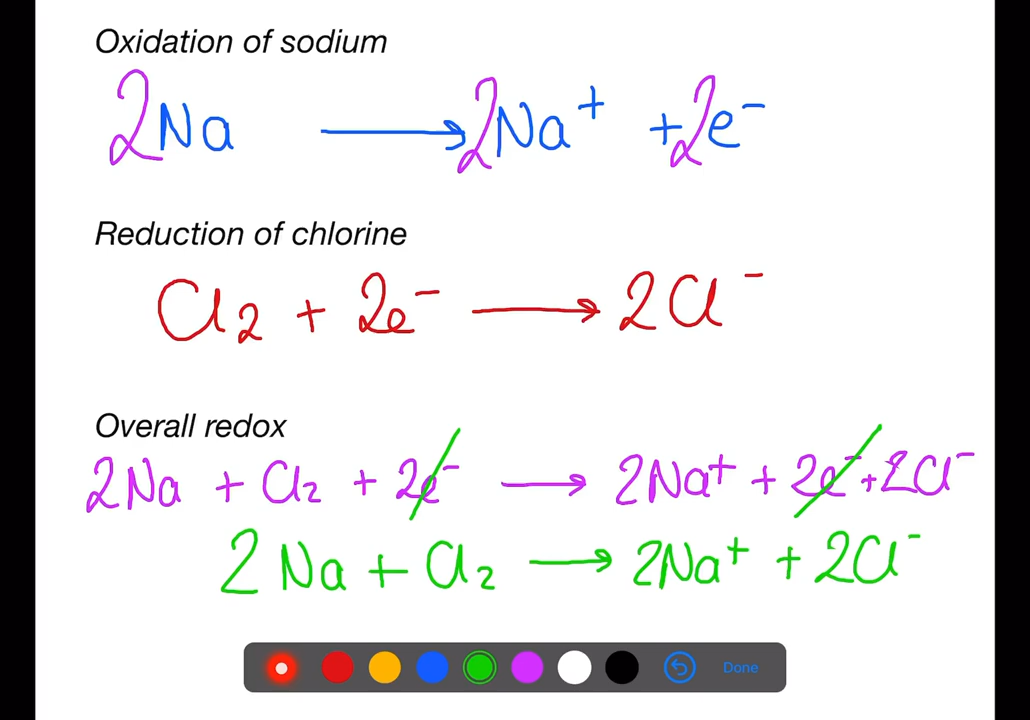 Oxidation of sodium
2Na → 2Na⁺ + 2e⁻
Reduction of chlorine
Cl₂ + 2e⁻ → 2Cl⁻
Overall redox
2Na + Cl₂ + 2e⁻ → 2Na⁺ + 2e⁻ + 2Cl⁻
2Na + Cl₂ → 2Na⁺ + 2Cl⁻
Done